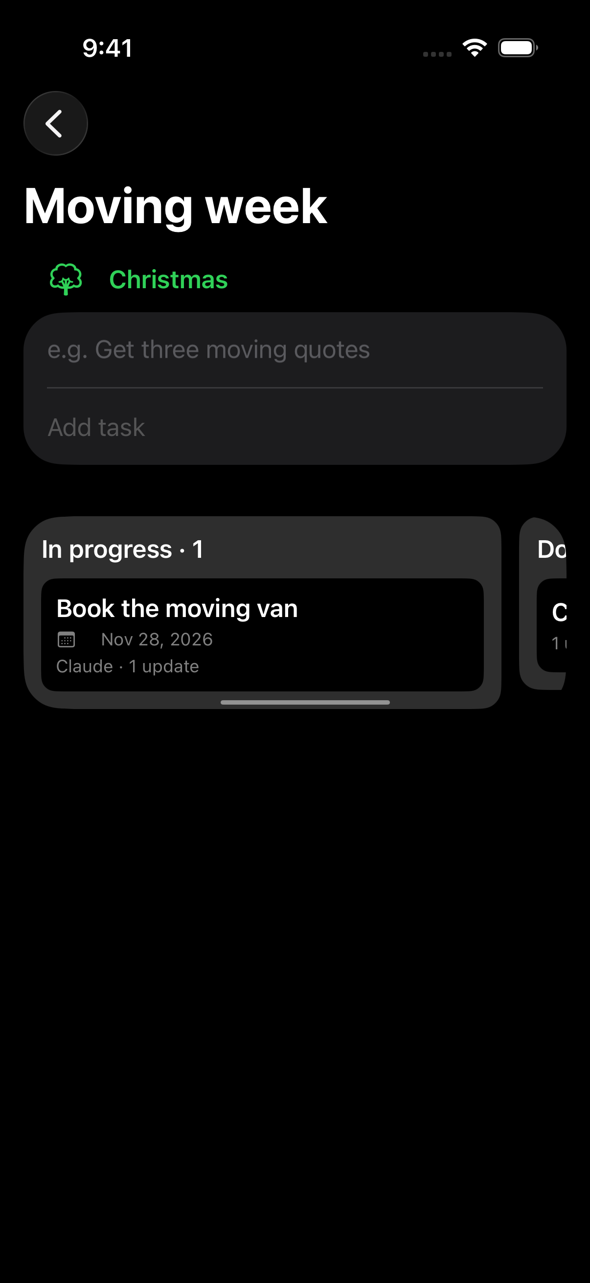 9:41
Moving week
Christmas
e.g. Get three moving quotes
Add task
In progress · 1
Book the moving van
Nov 28, 2026
Claude · 1 update